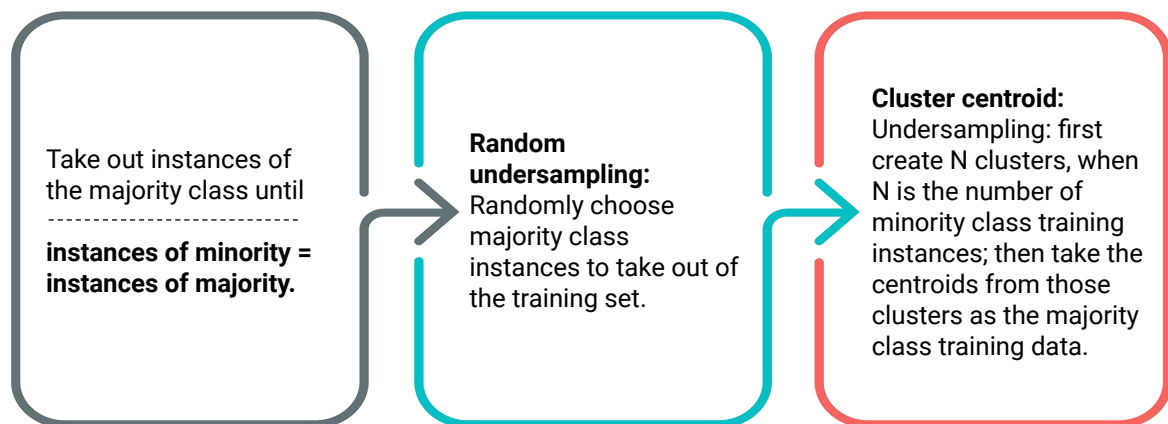 Take out instances of
the majority class until
instances of minority =
instances of majority.
Random
undersampling:
Randomly choose
majority class
instances to take out of
the training set.
Cluster centroid:
Undersampling: first
create N clusters, when
N is the number of
minority class training
instances; then take the
centroids from those
clusters as the majority
class training data.